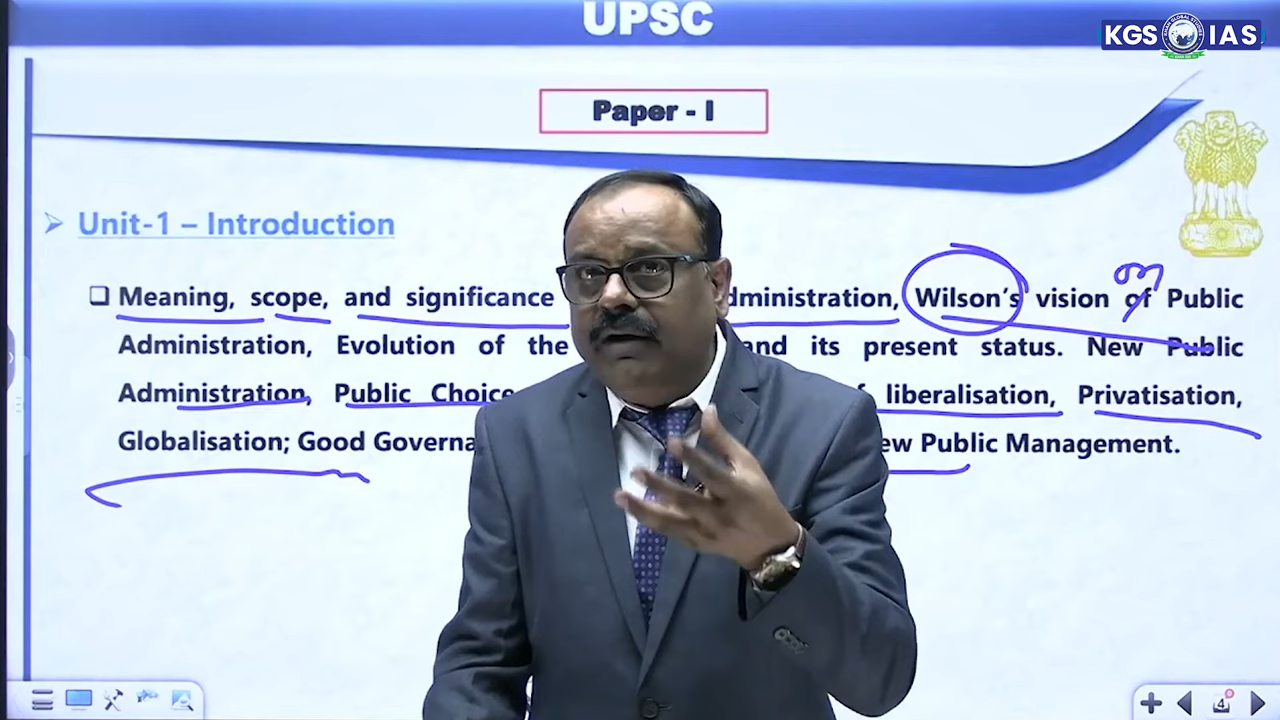 UPSC
KGS IAS
Paper - I
Unit-1 – Introduction
Meaning, scope, and significance dministration, Wilson's vision of Public
Administration, Evolution of the and its present status. New Public
Administration, Public Choice f liberalisation, Privatisation,
Globalisation; Good Governa ew Public Management.
4